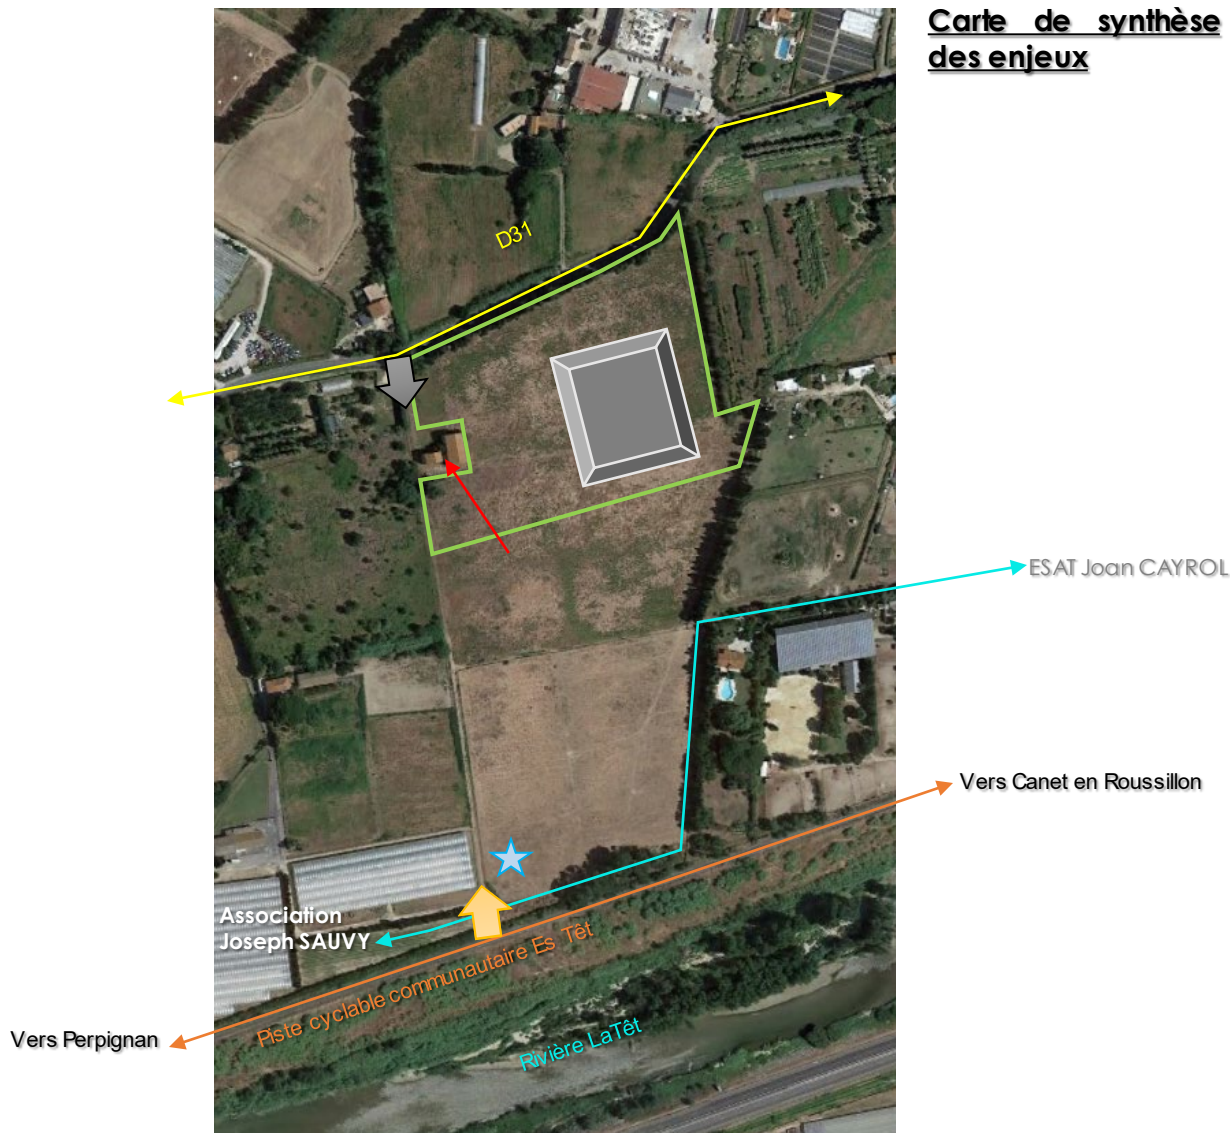 Carte de synthèse
des enjeux
D31
ESAT Joan CAYROL
Vers Canet en Roussillon
Association
Joseph SAUVY
Piste cyclable communautaire Es Têt
Vers Perpignan
Rivière LaTêt